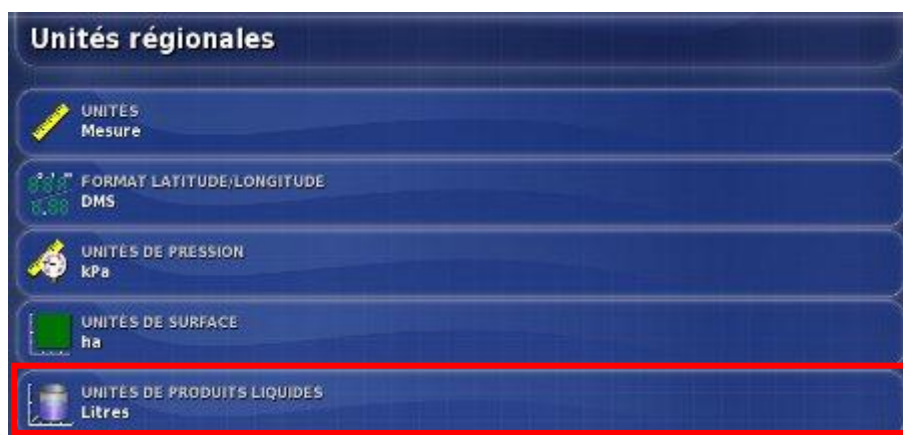 Unités régionales
UNITÉS
Mesure
FORMAT LATITUDE/LONGITUDE
DMS
UNITÉS DE PRESSION
kPa
UNITÉS DE SURFACE
ha
UNITÉS DE PRODUITS LIQUIDES
Litres